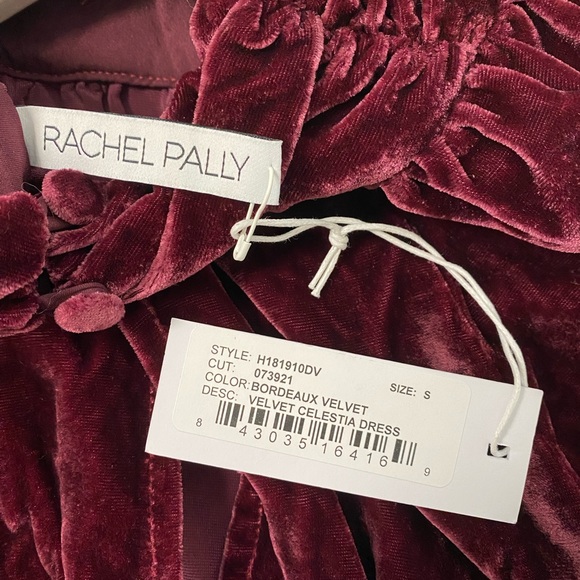 RACHEL PALLY
STYLE: H181910DV
CUT: 073921 SIZE: S
COLOR: BORDEAUX VELVET
DESC: VELVET CELESTIA DRESS
8 43035 16416 9